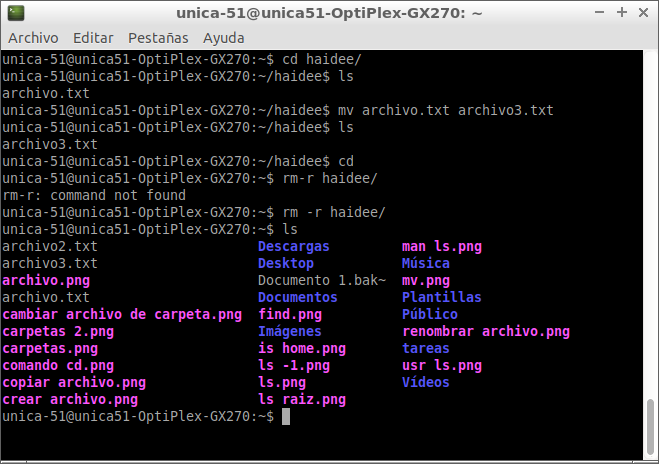 unica-51@unica51-OptiPlex-GX270: ~
Archivo Editar Pestañas Ayuda
unica-51@unica51-OptiPlex-GX270:~$ cd haidee/
unica-51@unica51-OptiPlex-GX270:~/haidee$ ls
archivo.txt
unica-51@unica51-OptiPlex-GX270:~/haidee$ mv archivo.txt archivo3.txt
unica-51@unica51-OptiPlex-GX270:~/haidee$ ls
archivo3.txt
unica-51@unica51-OptiPlex-GX270:~/haidee$ cd
unica-51@unica51-OptiPlex-GX270:~$ rm-r haidee/
rm-r: command not found
unica-51@unica51-OptiPlex-GX270:~$ rm -r haidee/
unica-51@unica51-OptiPlex-GX270:~$ ls
archivo2.txt Descargas man ls.png
archivo3.txt Desktop Música
archivo.png Documento 1.bak~ mv.png
archivo.txt Documentos Plantillas
cambiar archivo de carpeta.png find.png Público
carpetas 2.png Imágenes renombrar archivo.png
carpetas.png is home.png tareas
comando cd.png ls -1.png usr ls.png
copiar archivo.png ls.png Vídeos
crear archivo.png ls raiz.png
unica-51@unica51-OptiPlex-GX270:~$